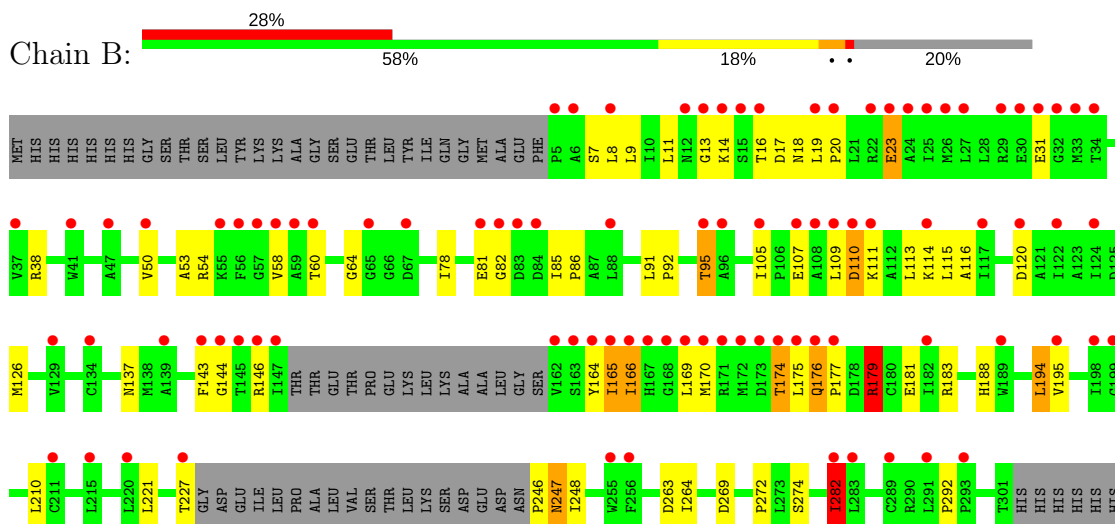 28%
Chain B:
58% 18% • • 20%
MET HIS HIS HIS HIS HIS HIS GLY SER THR SER LEU TYR LYS LYS ALA GLY SER GLU THR LEU TYR ILE GLN GLY MET ALA GLU PHE P5 A6 S7 L8 L9 I10 L11 N12 G13 K14 S15 T16 D17 N18 L19 P20 L21 R22 E23 A24 I25 M26 L27 L28 R29 E30 E31 G32 M33 T34
V37 R38 W41 A47 V50 A53 R54 K55 F56 G57 V58 A59 T60 G64 G65 G66 D67 I78 E81 G82 D83 D84 I85 P86 A87 L88 L91 P92 T95 A96 I105 P106 E107 A108 L109 D110 K111 A112 L113 K114 L115 A116 I117 D120 A121 I122 A123 I124 D125
M126 V129 C134 N137 M138 A139 F143 G144 T145 R146 I147 THR THR GLU THR PRO GLU LYS LEU LYS ALA ALA LEU GLY SER V162 S163 Y164 I165 I166 H167 G168 L169 M170 R171 M172 D173 T174 L175 Q176 P177 D178 R179 C180 E181 I182 R183 H188 W189 L194 V195 I198 G199
L210 C211 L215 L220 L221 T227 GLY ASP GLU ILE LEU PRO ALA LEU VAL SER THR LEU LYS SER ASP GLU ASP ASN P246 N247 I248 W255 F256 D263 I264 D269 P272 L273 S274 I282 L283 C289 R290 L291 P292 P293 T301 HIS HIS HIS HIS HIS